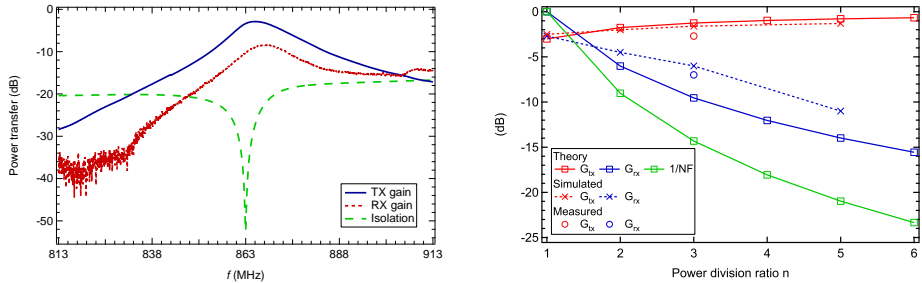 0
-10
-20
-30
-40
-50
Power transfer (dB)
TX gain
RX gain
Isolation
813
838
863
888
913
f (MHz)
0
-5
-10
-15
-20
-25
(dB)
Theory
Gtx Grx 1/NF
Simulated
Gtx Grx
Measured
Gtx Grx
1
2
3
4
5
6
Power division ratio n